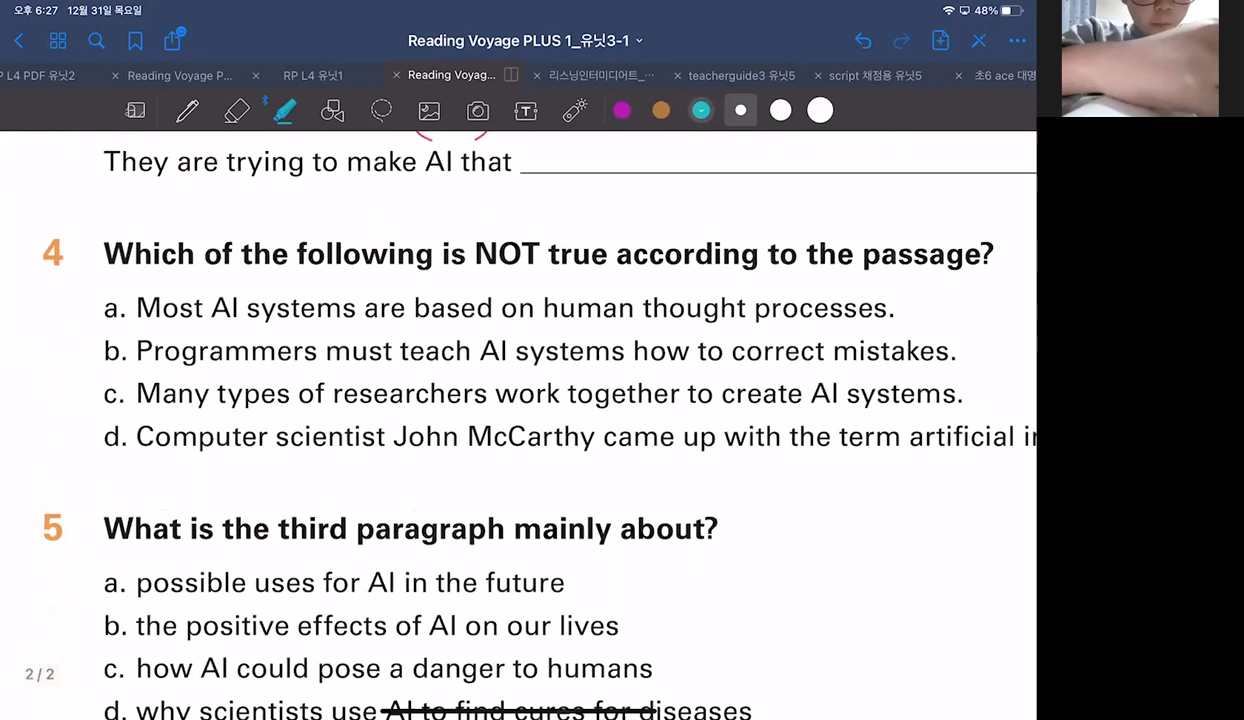 오후 6:27 12월 31일 목요일
48%
Reading Voyage PLUS 1_유닛3-1
P L4 PDF 유닛2
Reading Voyage P...
RP L4 유닛1
Reading Voyag...
리스닝인터미디어트_...
teacherguide3 유닛5
script 채점용 유닛5
초6 ace 대명
They are trying to make AI that
4 Which of the following is NOT true according to the passage?
a. Most AI systems are based on human thought processes.
b. Programmers must teach AI systems how to correct mistakes.
c. Many types of researchers work together to create AI systems.
d. Computer scientist John McCarthy came up with the term artificial in
5 What is the third paragraph mainly about?
a. possible uses for AI in the future
b. the positive effects of AI on our lives
c. how AI could pose a danger to humans
2/2
d. why scientists use AI to find cures for diseases